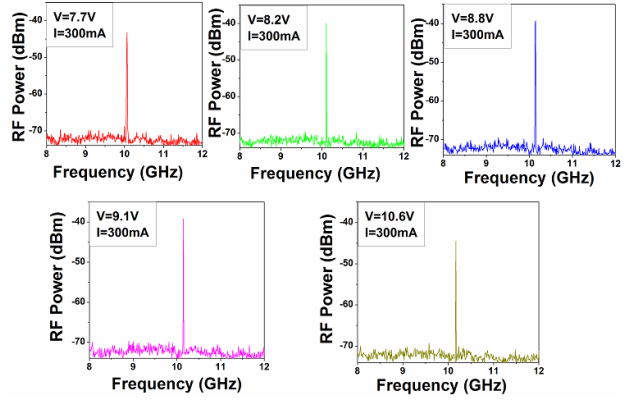 V=7.7V
I=300mA
RF Power (dBm)
-40
-50
-60
-70
8 9 10 11 12
Frequency (GHz)
V=8.2V
I=300mA
RF Power (dBm)
-40
-50
-60
-70
8 9 10 11 12
Frequency (GHz)
V=8.8V
I=300mA
RF Power (dBm)
-40
-50
-60
-70
8 9 10 11 12
Frequency (GHz)
V=9.1V
I=300mA
RF Power (dBm)
-40
-50
-60
-70
8 9 10 11 12
Frequency (GHz)
V=10.6V
I=300mA
RF Power (dBm)
-40
-50
-60
-70
8 9 10 11 12
Frequency (GHz)